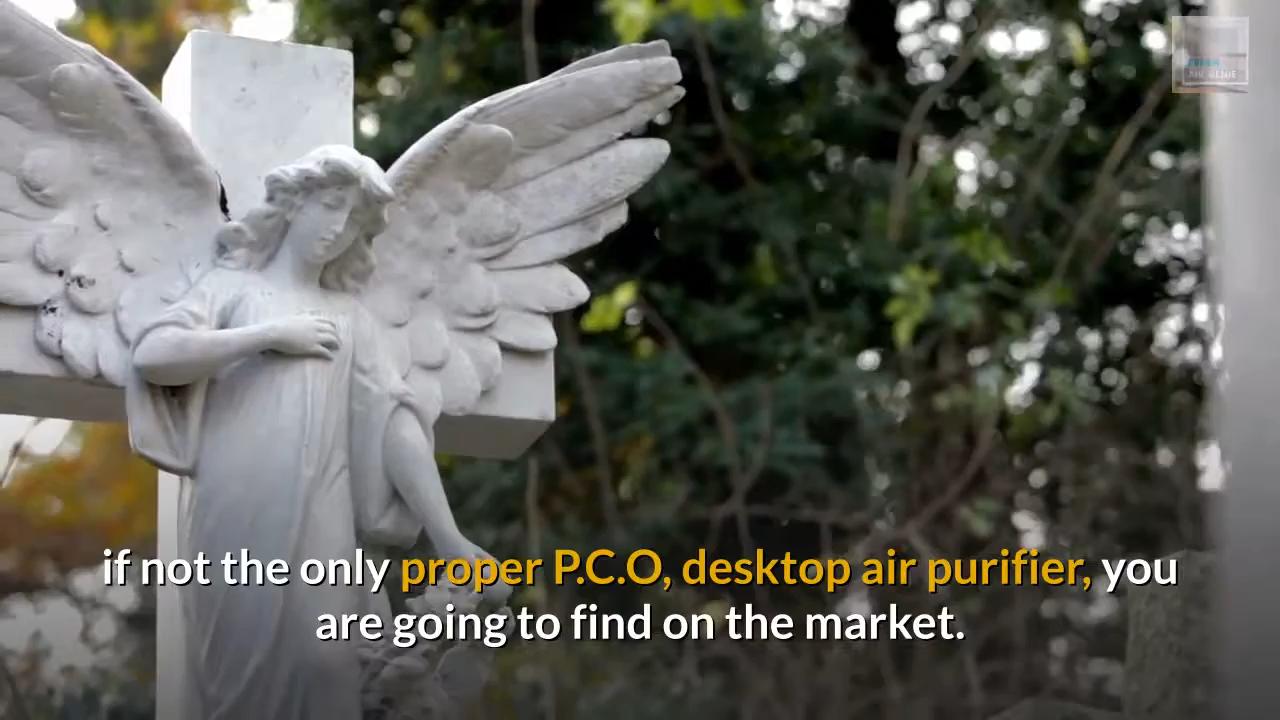 if not the only proper P.C.O, desktop air purifier, you
are going to find on the market.